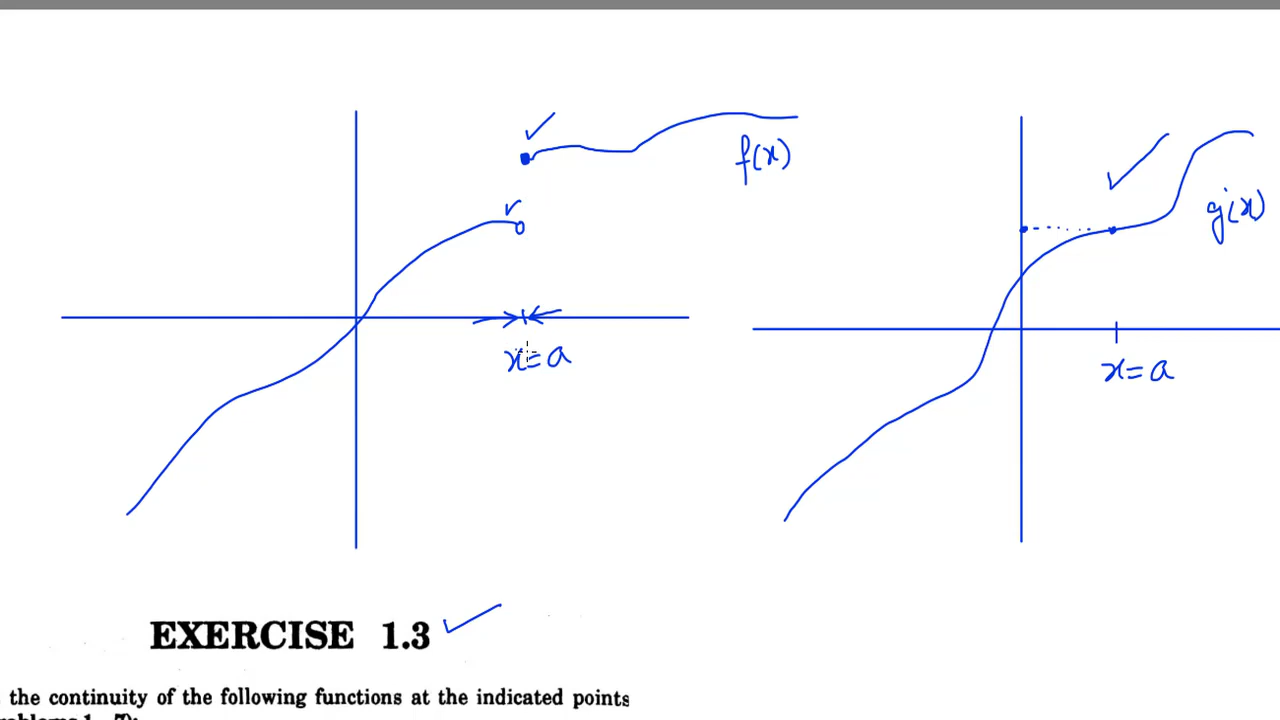 f(x)
g(x)
x=a
x=a
EXERCISE 1.3
the continuity of the following functions at the indicated points